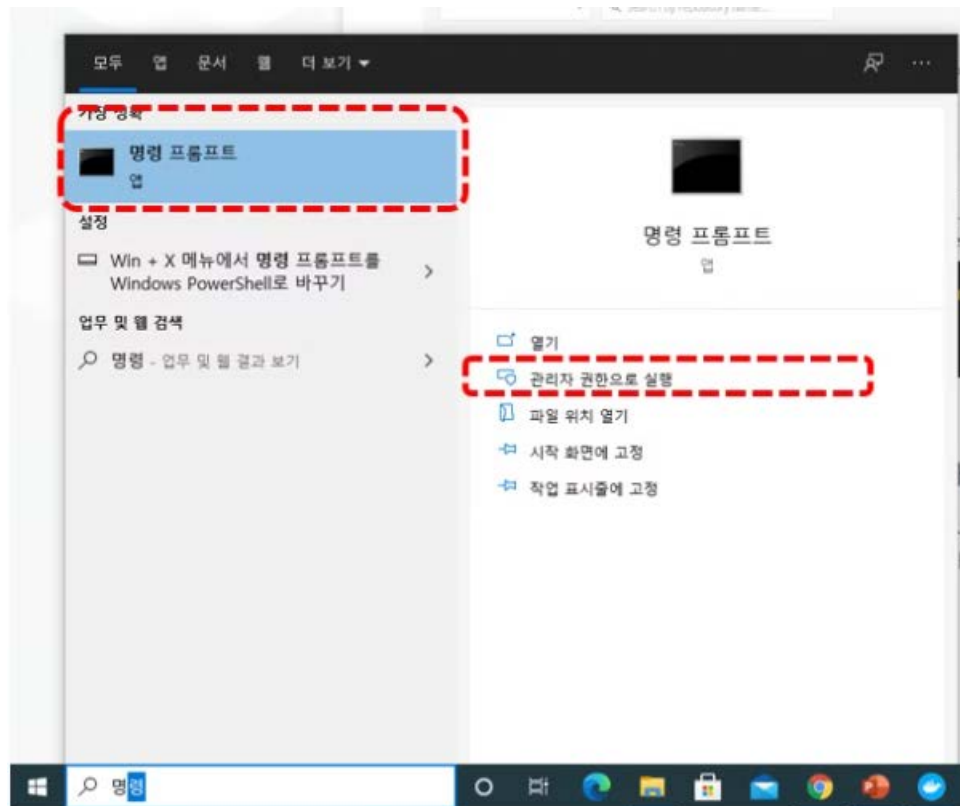 Search by repository name...
모두 앱 문서 웹 더 보기
가장 정확
명령 프롬프트
앱
설정
Win + X 메뉴에서 명령 프롬프트를
Windows PowerShell로 바꾸기
업무 및 웹 검색
명령 - 업무 및 웹 결과 보기
명령 프롬프트
앱
열기
관리자 권한으로 실행
파일 위치 열기
시작 화면에 고정
작업 표시줄에 고정
명령